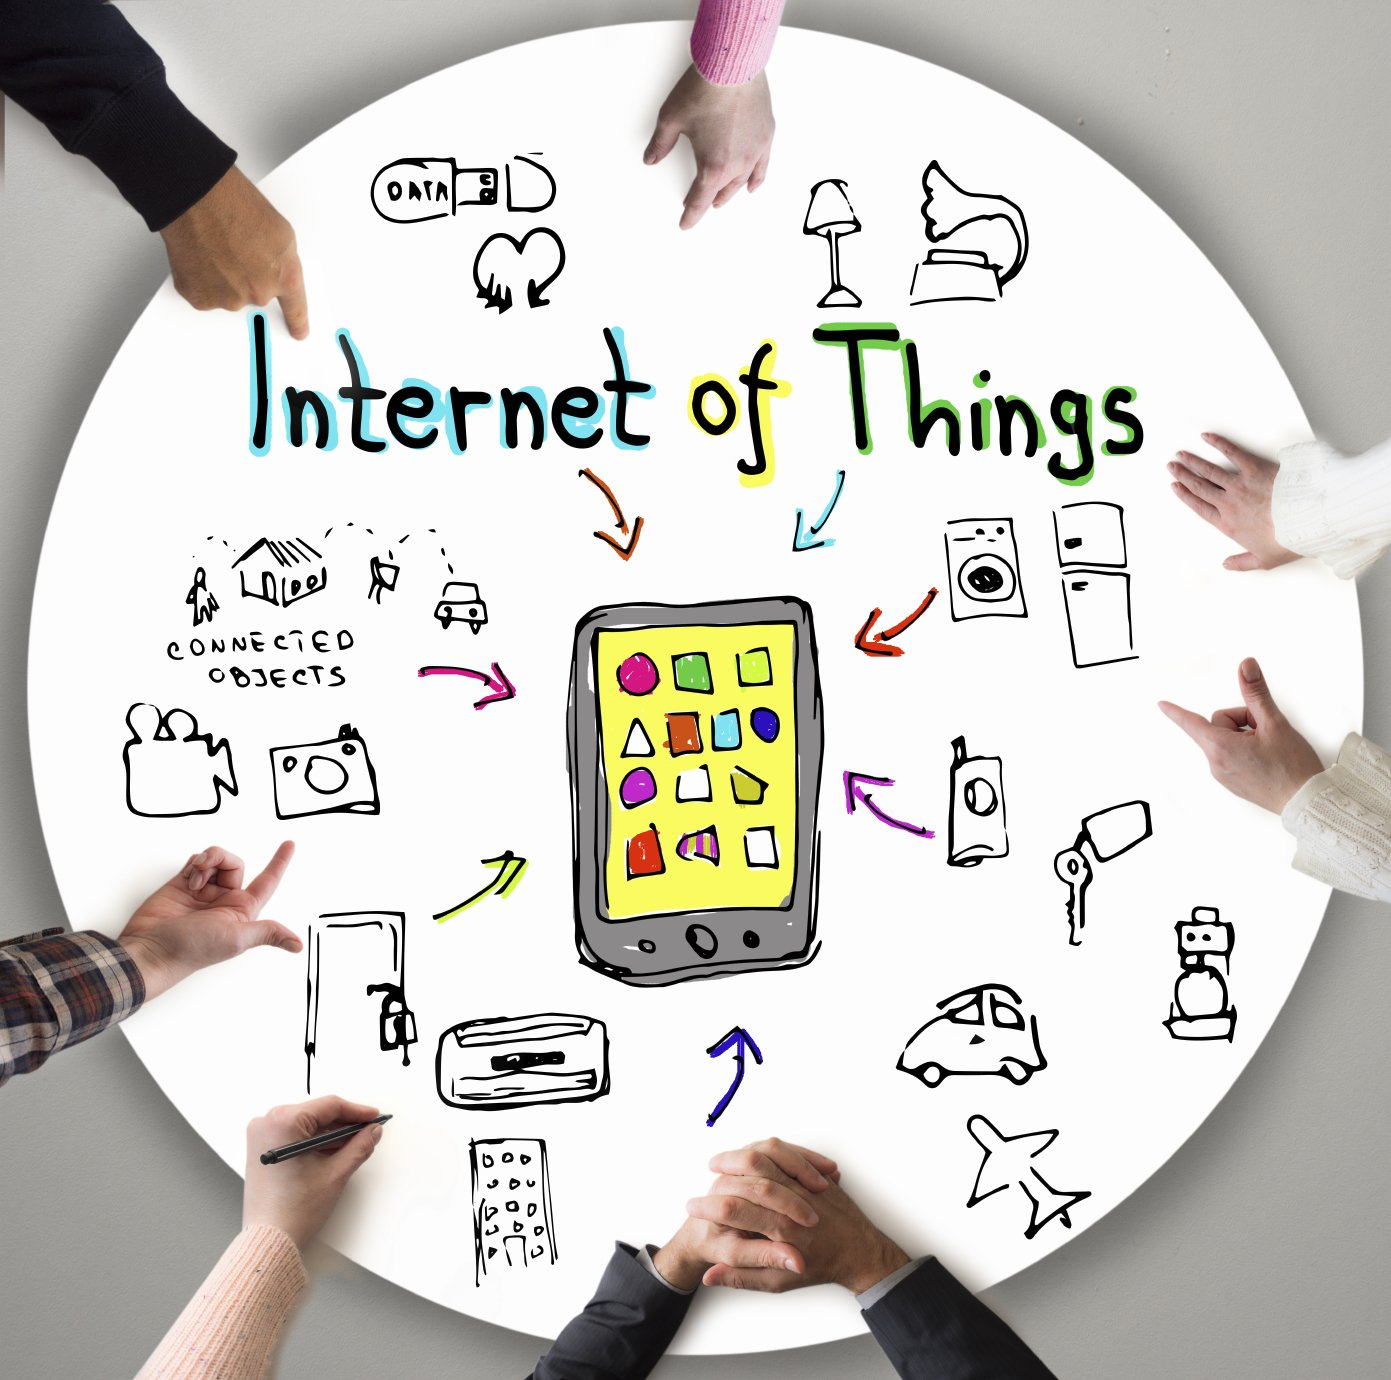 DATA
Internet of Things
CONNECTED
OBJECTS